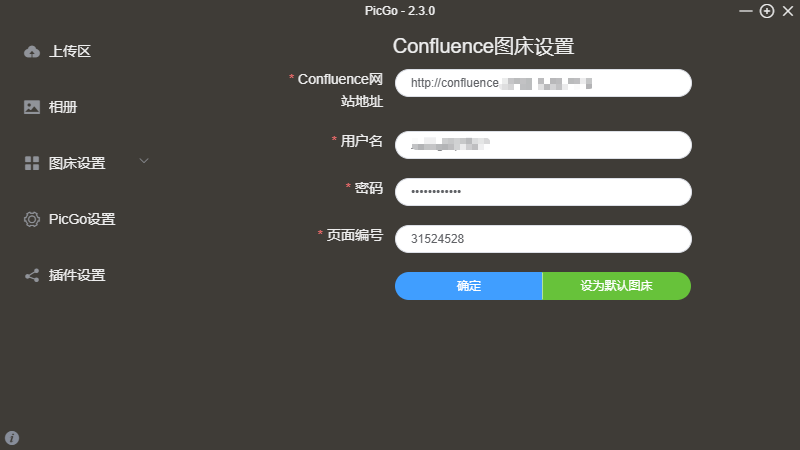 PicGo - 2.3.0
上传区
相册
图床设置
PicGo设置
插件设置
Confluence图床设置
* Confluence网
站地址
http://confluence.
* 用户名
* 密码
••••••••••••
* 页面编号
31524528
确定
设为默认图床